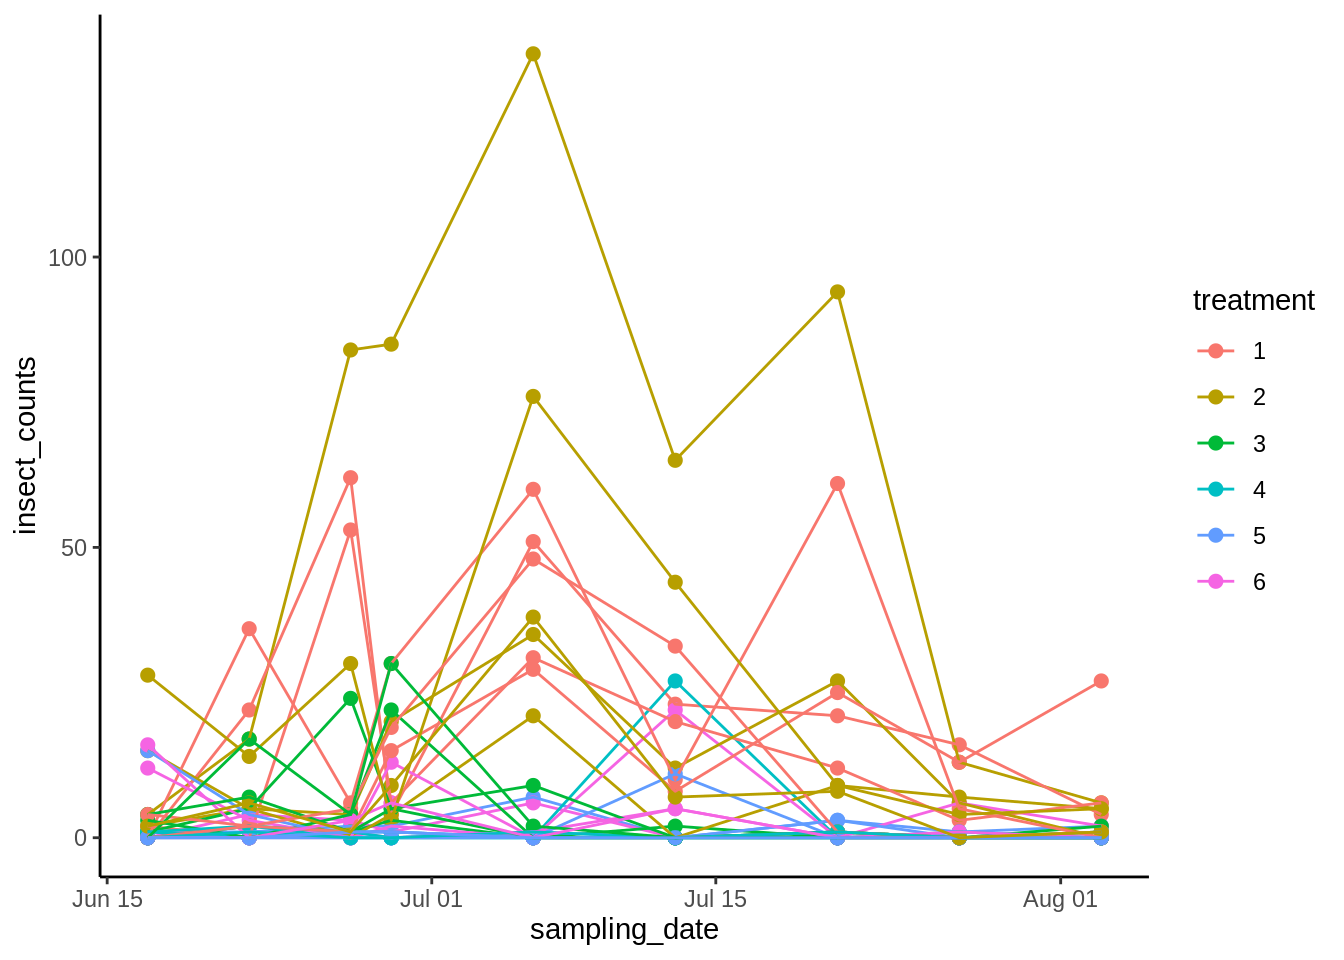 100
50
0
insect_counts
Jun 15
Jul 01
Jul 15
Aug 01
sampling_date
treatment
1
2
3
4
5
6